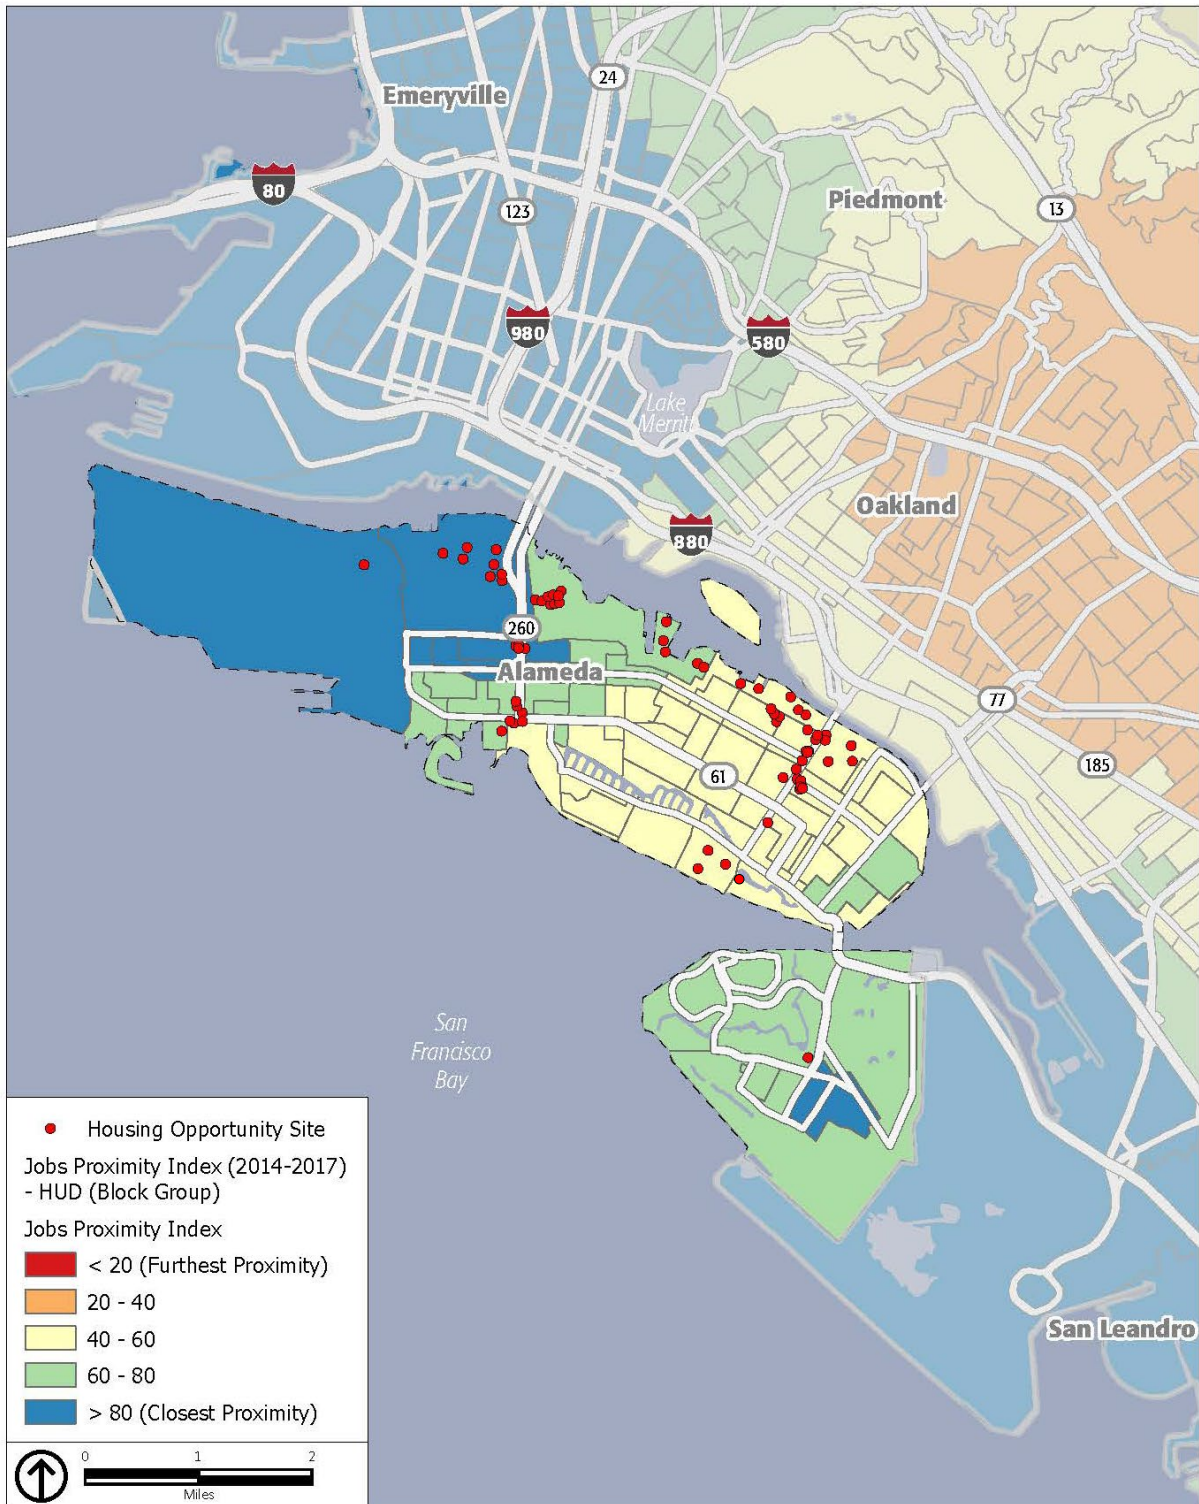 24
Emeryville
80
123
Piedmont
13
980
580
Lake
Merritt
Oakland
880
260
Alameda
77
61
185
San
Francisco
Bay
San Leandro
Housing Opportunity Site
Jobs Proximity Index (2014-2017)
- HUD (Block Group)
Jobs Proximity Index
< 20 (Furthest Proximity)
20 - 40
40 - 60
60 - 80
> 80 (Closest Proximity)
0 1 2
Miles